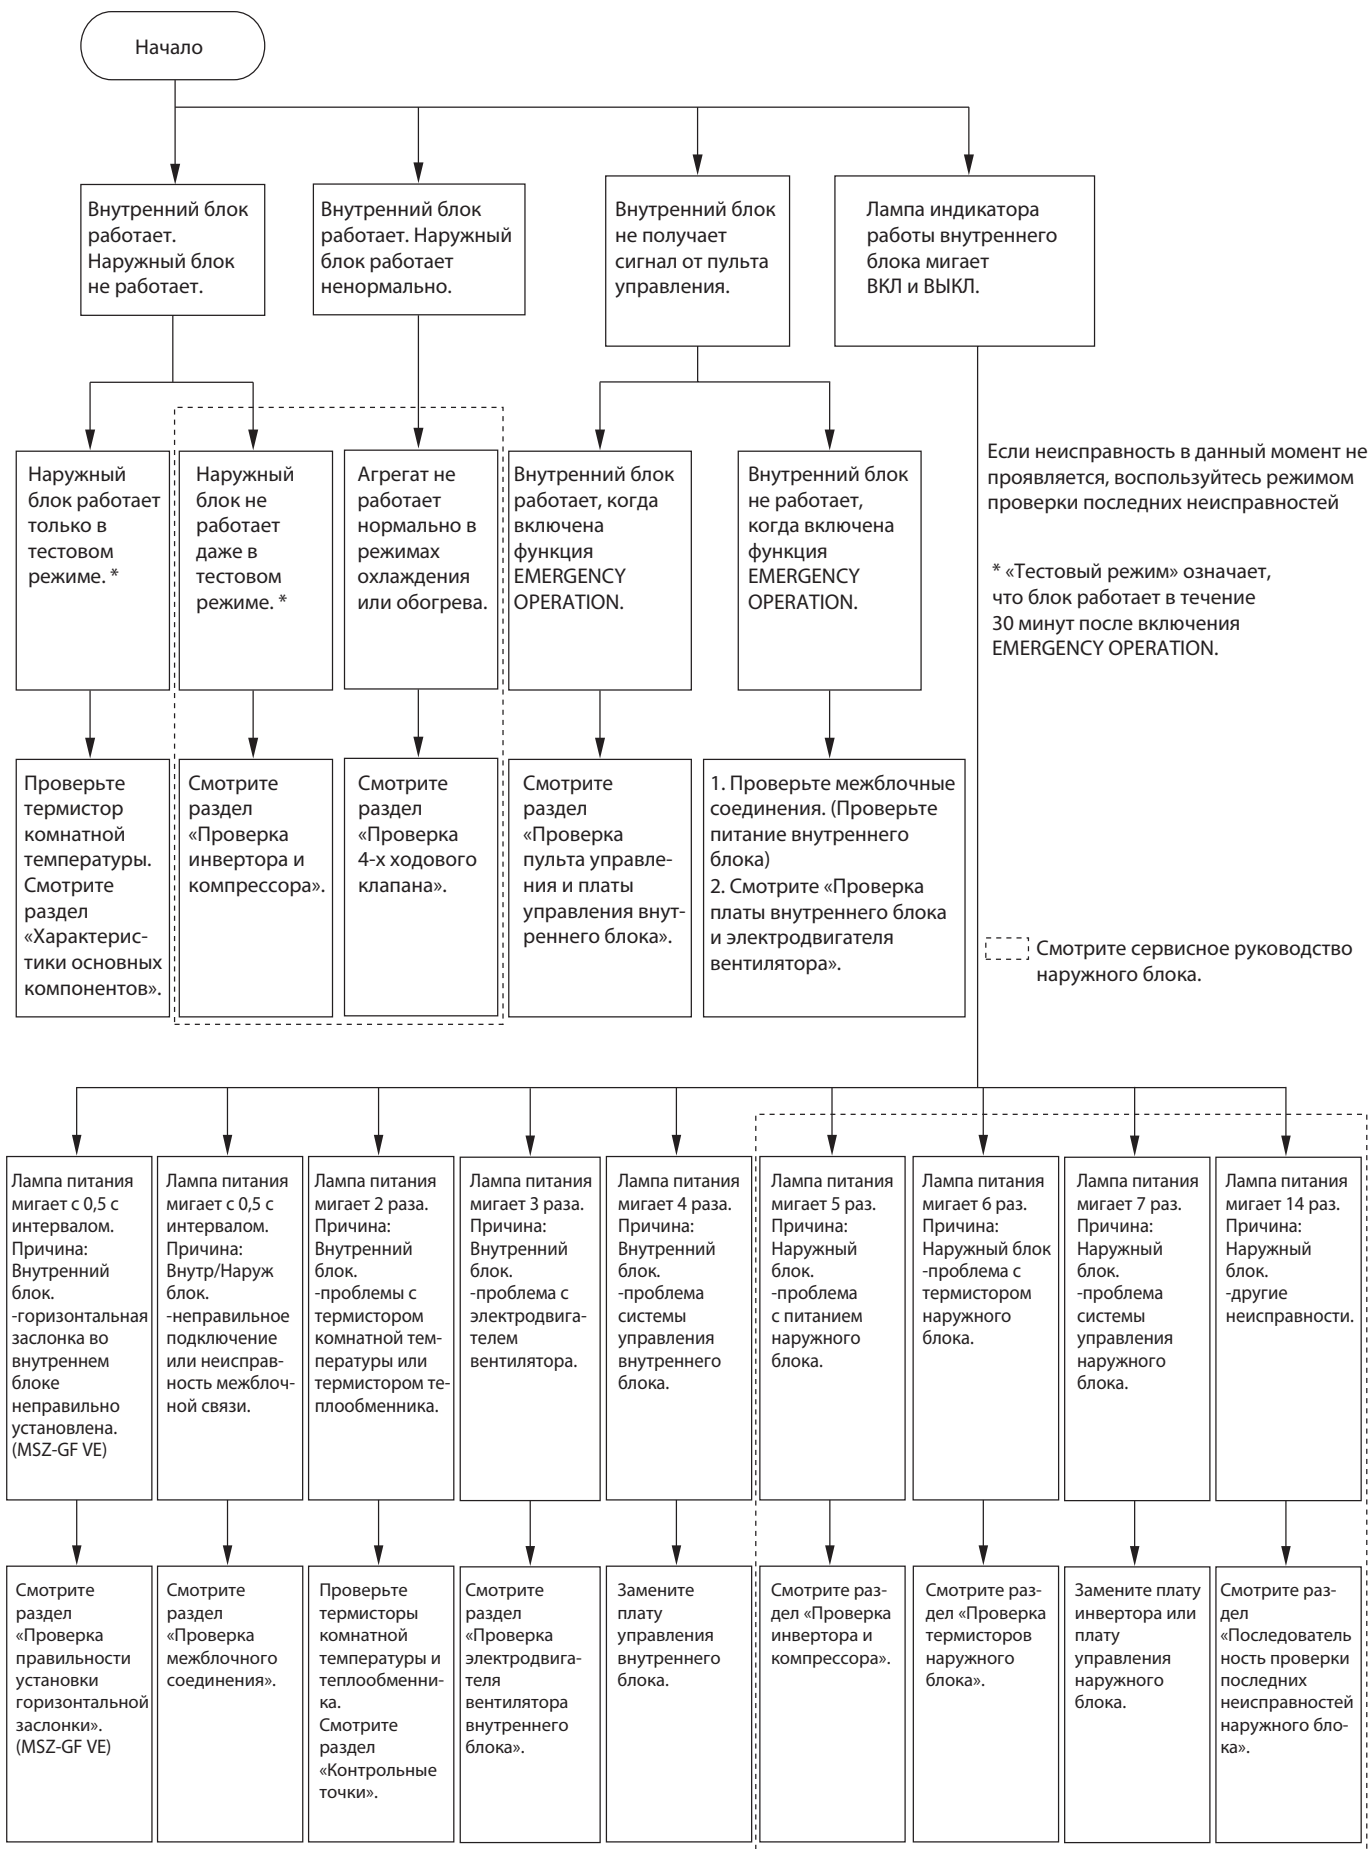 Начало
Внутренний блок
работает.
Наружный блок
не работает.
Внутренний блок
работает. Наружный
блок работает
ненормально.
Внутренний блок
не получает
сигнал от пульта
управления.
Лампа индикатора
работы внутреннего
блока мигает
ВКЛ и ВЫКЛ.
Наружный
блок работает
только в
тестовом
режиме. *
Наружный
блок не
работает
даже в
тестовом
режиме. *
Агрегат не
работает
нормально в
режимах
охлаждения
или обогрева.
Внутренний блок
работает, когда
включена
функция
EMERGENCY
OPERATION.
Внутренний блок
не работает,
когда включена
функция
EMERGENCY
OPERATION.
Если неисправность в данный момент не
проявляется, воспользуйтесь режимом
проверки последних неисправностей
* «Тестовый режим» означает,
что блок работает в течение
30 минут после включения
EMERGENCY OPERATION.
Проверьте
термистор
комнатной
температуры.
Смотрите
раздел
«Характерис-
тики основных
компонентов».
Смотрите
раздел
«Проверка
инвертора и
компрессора».
Смотрите
раздел
«Проверка
4-х ходового
клапана».
Смотрите
раздел
«Проверка
пульта управле-
ния и платы
управления внут-
реннего блока».
1. Проверьте межблочные
соединения. (Проверьте
питание внутреннего
блока)
2. Смотрите «Проверка
платы внутреннего блока
и электродвигателя
вентилятора».
Смотрите сервисное руководство
наружного блока.
Лампа питания
мигает с 0,5 с
интервалом.
Причина:
Внутренний
блок.
-горизонтальная
заслонка во
внутреннем
блоке
неправильно
установлена.
(MSZ-GF VE)
Лампа питания
мигает с 0,5 с
интервалом.
Причина:
Внутр/Наруж
блок.
-неправильное
подключение
или неисправ-
ность межблоч-
ной связи.
Лампа питания
мигает 2 раза.
Причина:
Внутренний
блок.
-проблемы с
термистором
комнатной тем-
пературы или
термистором те-
плообменника.
Лампа питания
мигает 3 раза.
Причина:
Внутренний
блок.
-проблема с
электродвига-
телем
вентилятора.
Лампа питания
мигает 4 раза.
Причина:
Внутренний
блок.
-проблема
системы
управления
внутреннего
блока.
Лампа питания
мигает 5 раз.
Причина:
Наружный
блок.
-проблема
с питанием
наружного
блока.
Лампа питания
мигает 6 раз.
Причина:
Наружный блок
-проблема с
термистором
наружного
блока.
Лампа питания
мигает 7 раз.
Причина:
Наружный
блок.
-проблема
системы
управления
наружного
блока.
Лампа питания
мигает 14 раз.
Причина:
Наружный
блок.
-другие
неисправности.
Смотрите
раздел
«Проверка
правильности
установки
горизонтальной
заслонки».
(MSZ-GF VE)
Смотрите
раздел
«Проверка
межблочного
соединения».
Проверьте
термисторы
комнатной
температуры и
теплообменни-
ка.
Смотрите
раздел
«Контрольные
точки».
Смотрите
раздел
«Проверка
электродвига-
теля
вентилятора
внутреннего
блока».
Замените
плату
управления
внутреннего
блока.
Смотрите раз-
дел «Проверка
инвертора и
компрессора».
Смотрите раз-
дел «Проверка
термисторов
наружного
блока».
Замените плату
инвертора или
плату
управления
наружного
блока.
Смотрите раз-
дел
«Последователь
ность проверки
последних
неисправностей
наружного бло-
ка».